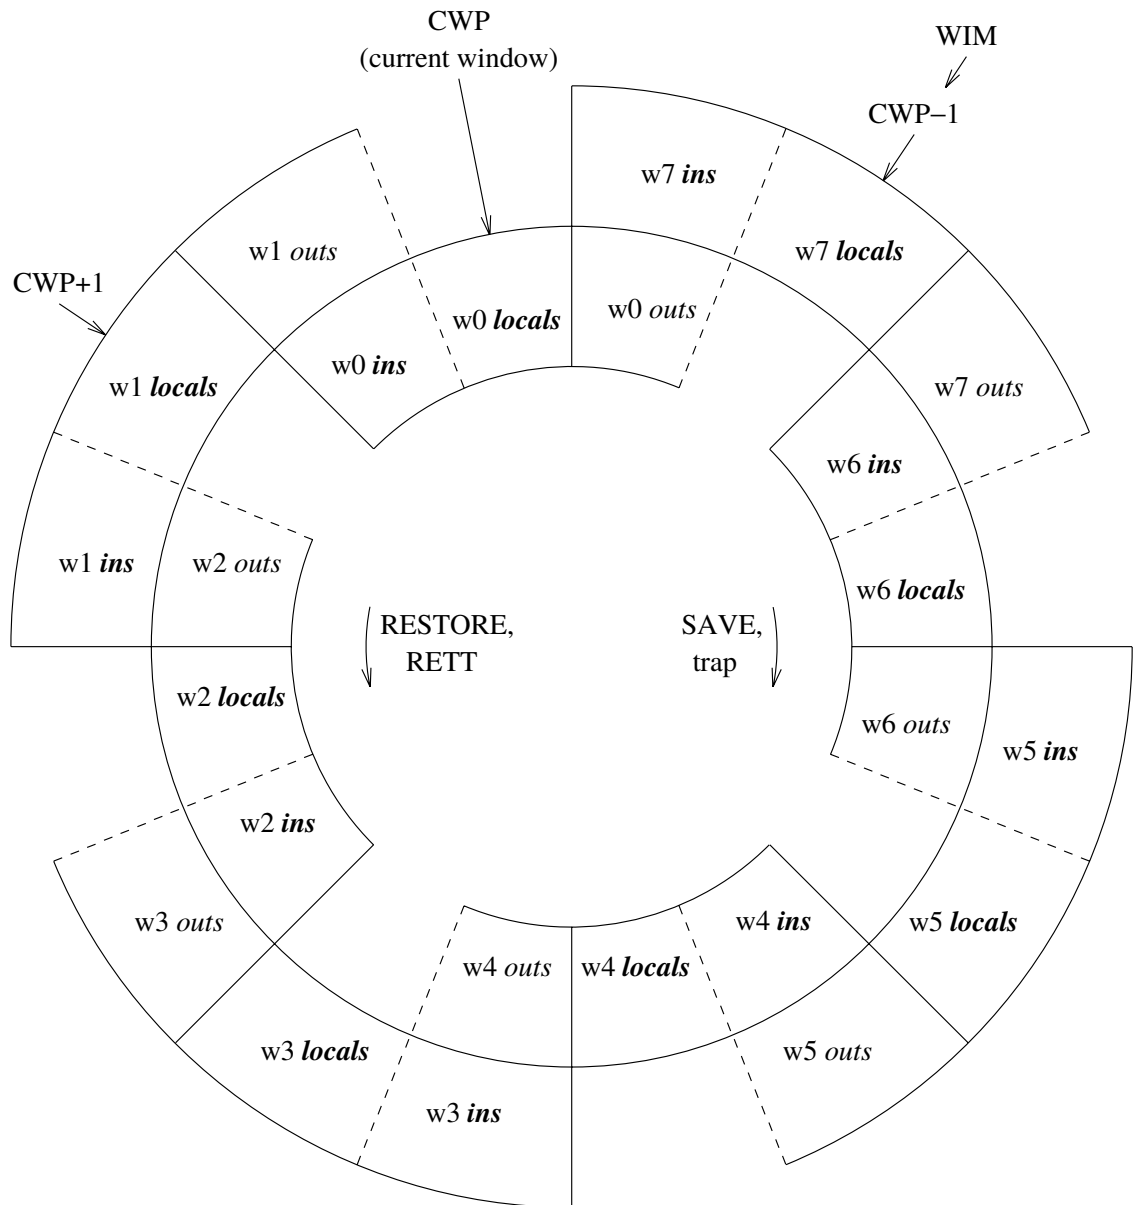 CWP
(current window)
WIM
CWP−1
w7 ins
w1 outs
w7 locals
CWP+1
w0 locals
w0 outs
w0 ins
w1 locals
w7 outs
w6 ins
w1 ins
w2 outs
w6 locals
RESTORE,
RETT
SAVE,
trap
w2 locals
w6 outs
w5 ins
w2 ins
w3 outs
w4 ins
w5 locals
w4 outs
w4 locals
w3 locals
w5 outs
w3 ins